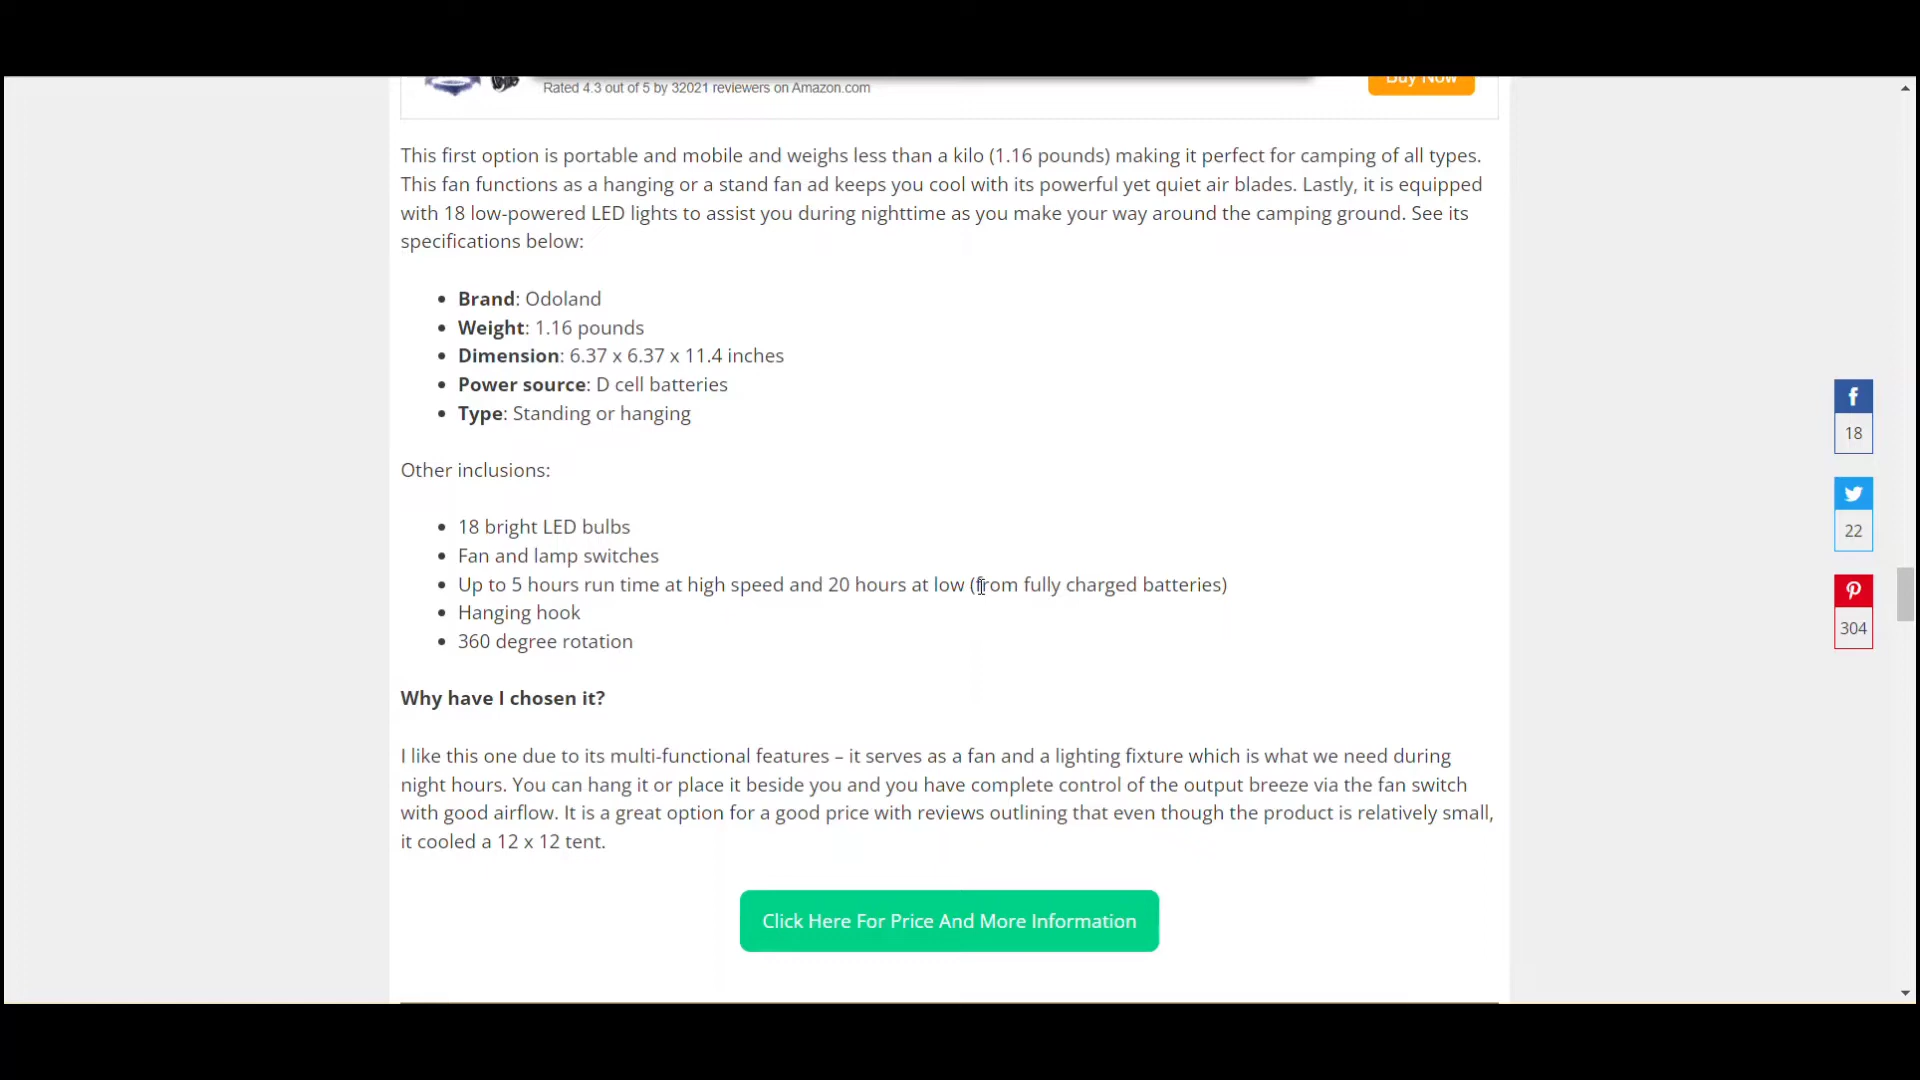 Rated 4.3 out of 5 by 32021 reviewers on Amazon.com
Buy Now
This first option is portable and mobile and weighs less than a kilo (1.16 pounds) making it perfect for camping of all types.
This fan functions as a hanging or a stand fan ad keeps you cool with its powerful yet quiet air blades. Lastly, it is equipped
with 18 low-powered LED lights to assist you during nighttime as you make your way around the camping ground. See its
specifications below:
Brand: Odoland
Weight: 1.16 pounds
Dimension: 6.37 x 6.37 x 11.4 inches
Power source: D cell batteries
Type: Standing or hanging
Other inclusions:
18 bright LED bulbs
Fan and lamp switches
Up to 5 hours run time at high speed and 20 hours at low (from fully charged batteries)
Hanging hook
360 degree rotation
Why have I chosen it?
I like this one due to its multi-functional features – it serves as a fan and a lighting fixture which is what we need during
night hours. You can hang it or place it beside you and you have complete control of the output breeze via the fan switch
with good airflow. It is a great option for a good price with reviews outlining that even though the product is relatively small,
it cooled a 12 x 12 tent.
Click Here For Price And More Information
18
22
304